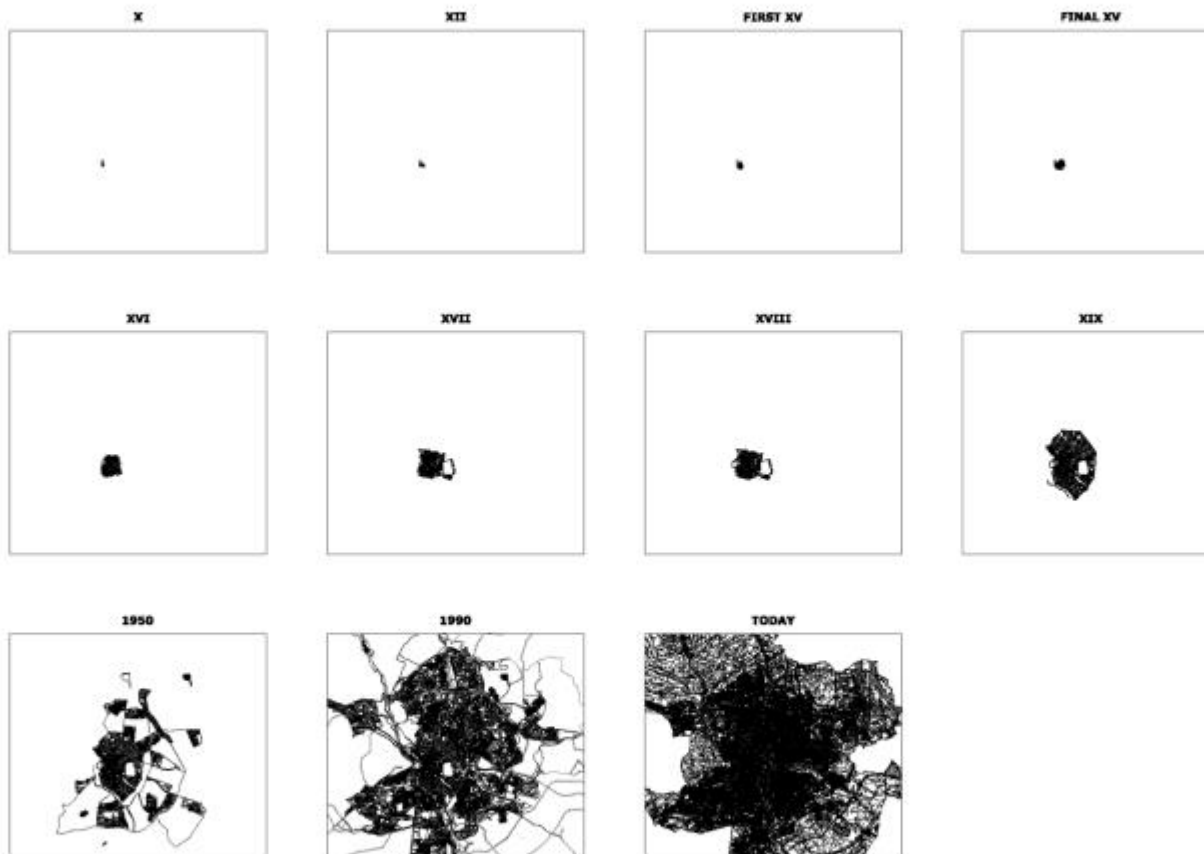 X
XII
FIRST XV
FINAL XV
XVI
XVII
XVIII
XIX
1950
1990
TODAY